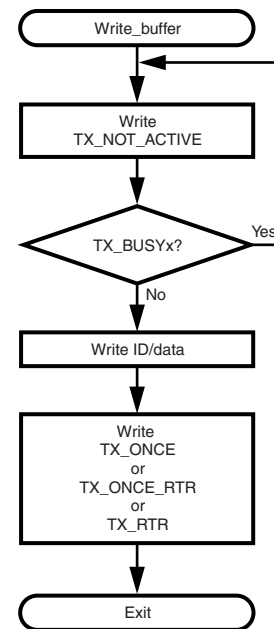 Write_buffer
Write
TX_NOT_ACTIVE
TX_BUSYx?
Yes
No
Write ID/data
Write
TX_ONCE
or
TX_ONCE_RTR
or
TX_RTR
Exit